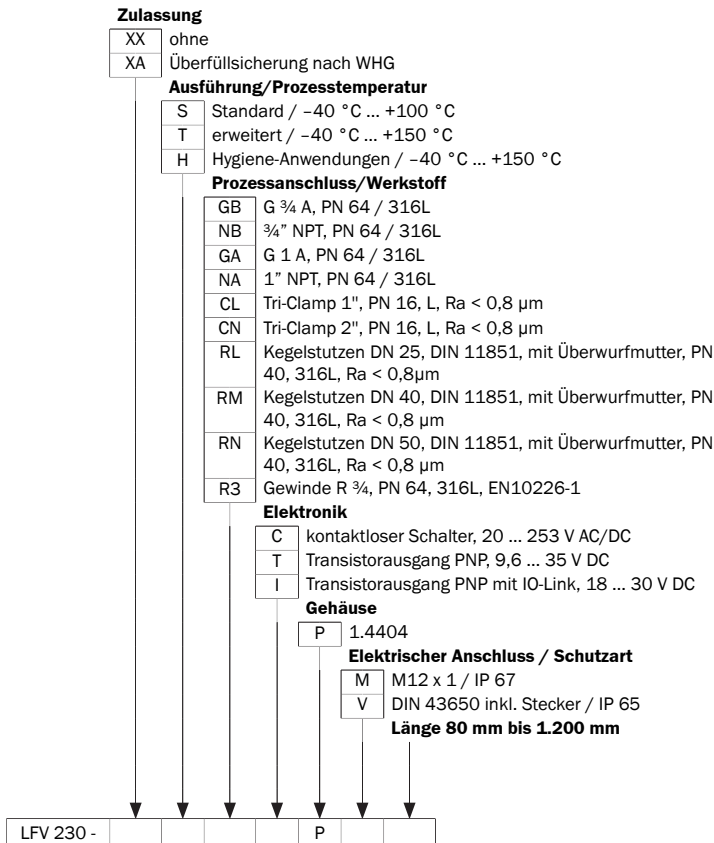 Zulassung
XX ohne
XA Überfüllsicherung nach WHG
Ausführung/Prozesstemperatur
S Standard / –40 °C ... +100 °C
T erweitert / –40 °C ... +150 °C
H Hygiene-Anwendungen / –40 °C ... +150 °C
Prozessanschluss/Werkstoff
GB G ¾ A, PN 64 / 316L
NB ¾” NPT, PN 64 / 316L
GA G 1 A, PN 64 / 316L
NA 1” NPT, PN 64 / 316L
CL Tri-Clamp 1", PN 16, L, Ra < 0,8 µm
CN Tri-Clamp 2", PN 16, L, Ra < 0,8 µm
RL Kegelstutzen DN 25, DIN 11851, mit Überwurfmutter, PN
40, 316L, Ra < 0,8µm
RM Kegelstutzen DN 40, DIN 11851, mit Überwurfmutter, PN
40, 316L, Ra < 0,8 µm
RN Kegelstutzen DN 50, DIN 11851, mit Überwurfmutter, PN
40, 316L, Ra < 0,8 µm
R3 Gewinde R ¾, PN 64, 316L, EN10226-1
Elektronik
C kontaktloser Schalter, 20 ... 253 V AC/DC
T Transistorausgang PNP, 9,6 ... 35 V DC
I Transistorausgang PNP mit IO-Link, 18 ... 30 V DC
Gehäuse
P 1.4404
Elektrischer Anschluss / Schutzart
M M12 x 1 / IP 67
V DIN 43650 inkl. Stecker / IP 65
Länge 80 mm bis 1.200 mm
LFV 230 - P